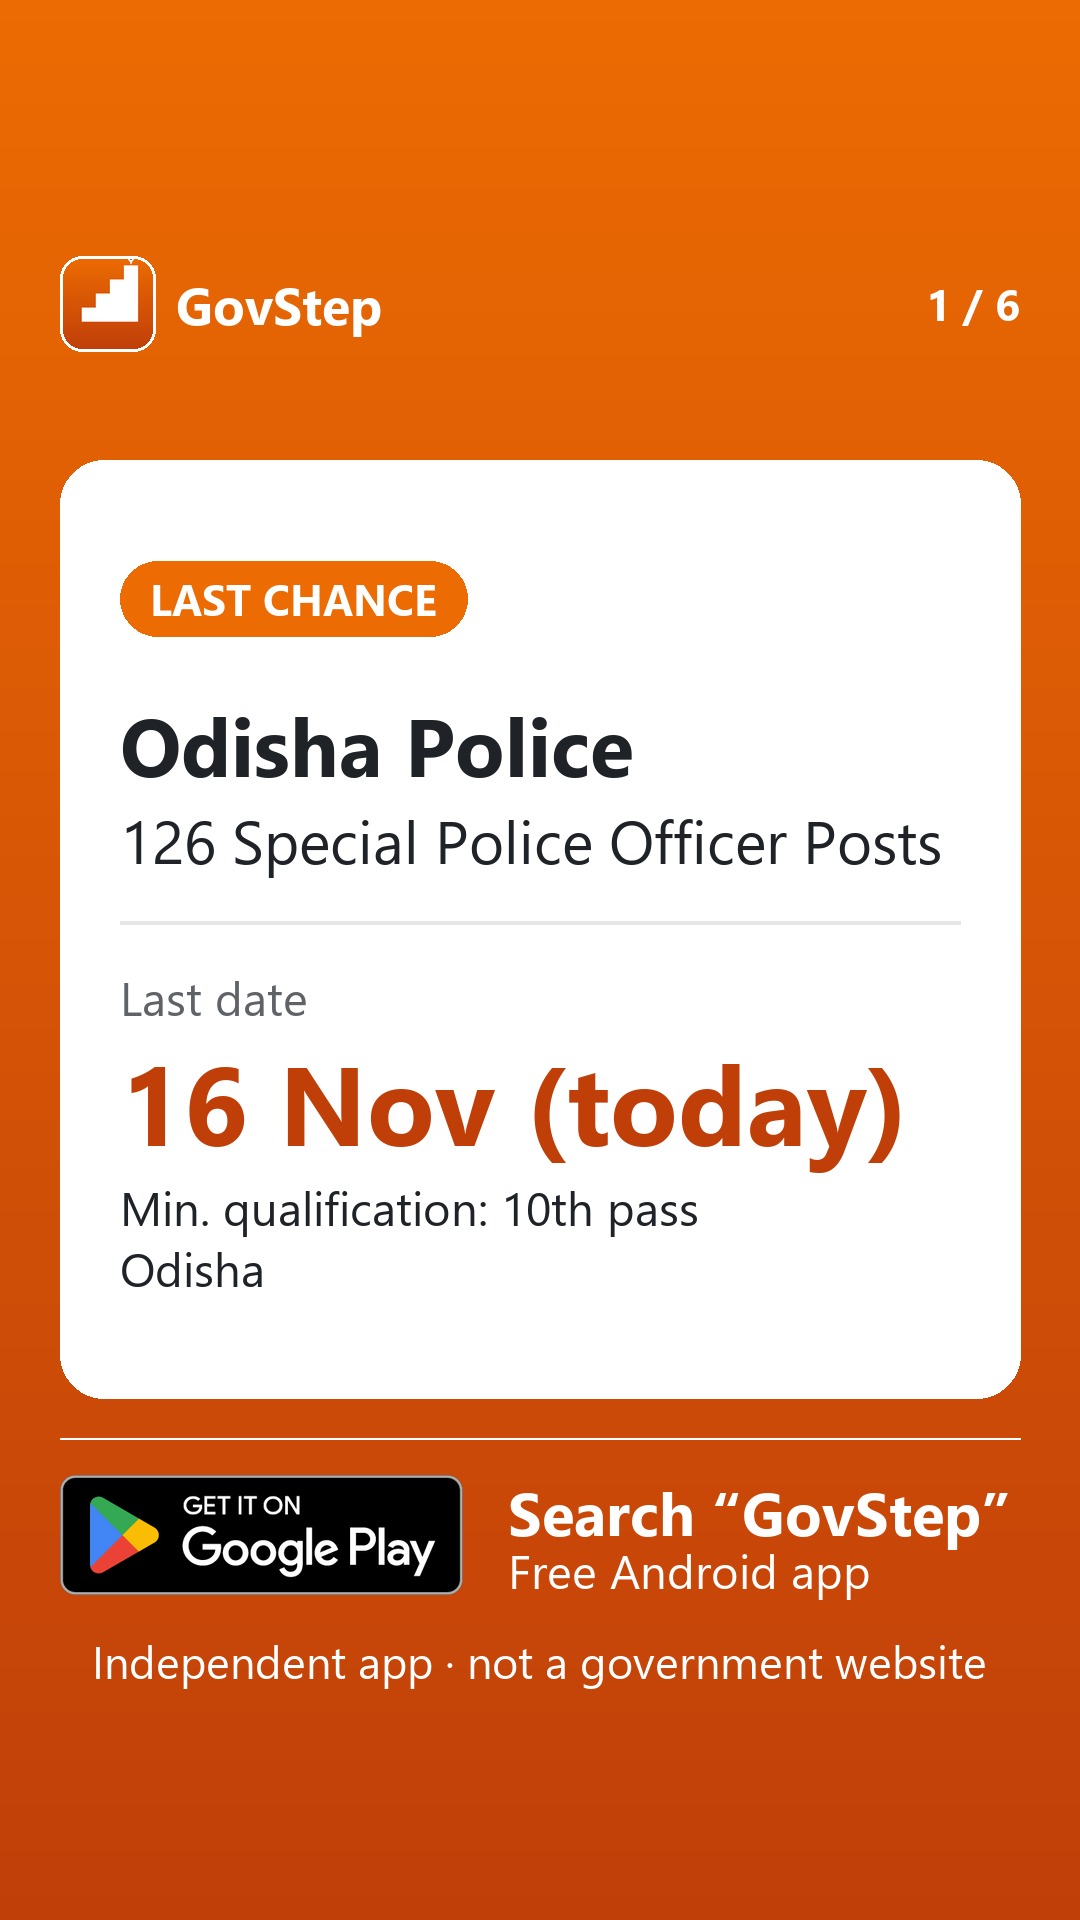 GovStep
1 / 6
LAST CHANCE
Odisha Police
126 Special Police Officer Posts
Last date
16 Nov (today)
Min. qualification: 10th pass
Odisha
GET IT ON
Google Play
Search “GovStep”
Free Android app
Independent app · not a government website